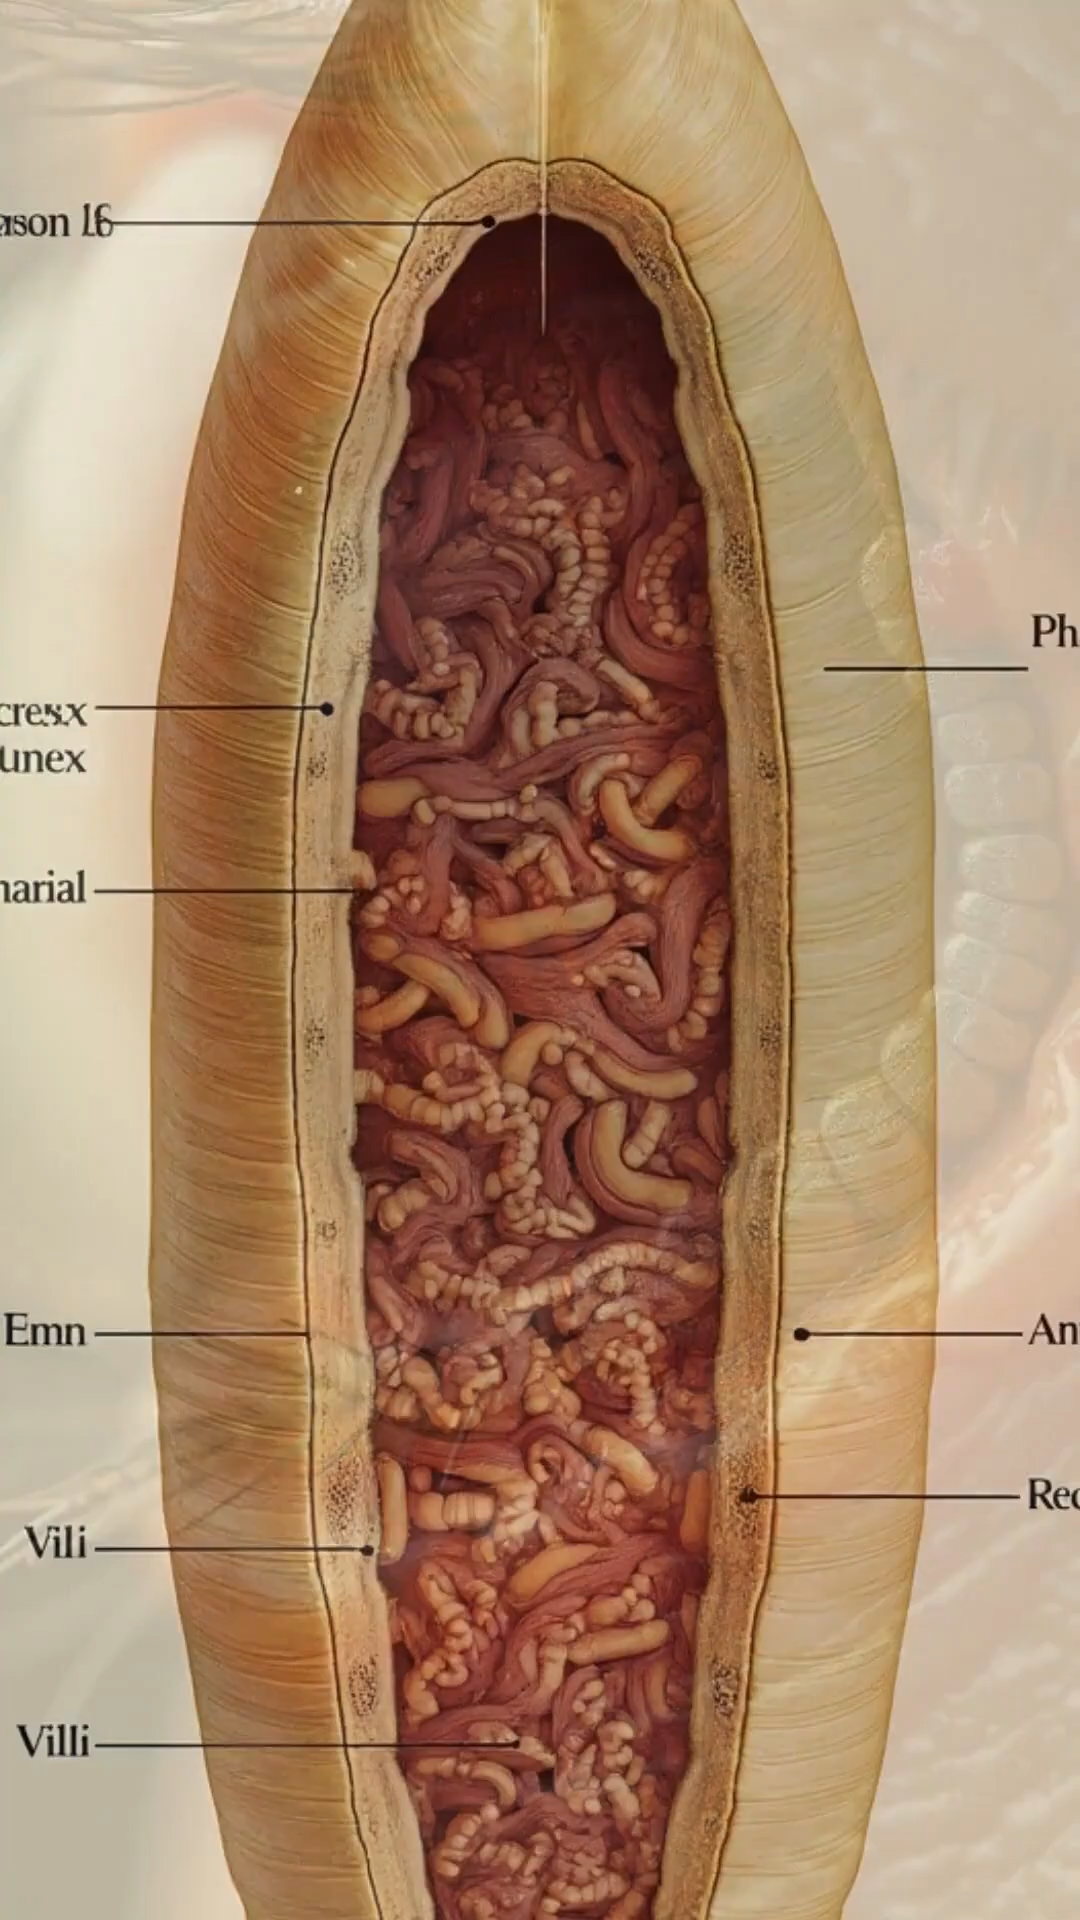 ason 16
Ph
cresx
unex
narial
Emn
An
Rec
Vili
Villi